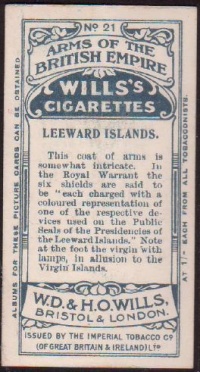 No 21
ARMS OF THE
BRITISH EMPIRE
WILLS'S
CIGARETTES
LEEWARD ISLANDS.
This coat of arms is
somewhat intricate. In
the Royal Warrant the
six shields are said to
be "each charged with a
coloured representation of
one of the respective de-
vices used on the Public
Seals of the Presidencies of
the Leeward Islands." Note
at the foot the virgin with
lamps, in allusion to the
Virgin Islands.
W.D. & H.O. WILLS,
BRISTOL & LONDON.
ISSUED BY THE IMPERIAL TOBACCO Co
(OF GREAT BRITAIN & IRELAND) LTD
ALBUMS FOR THESE PICTURE CARDS CAN BE OBTAINED
AT 1/- EACH FROM ALL TOBACCONISTS.